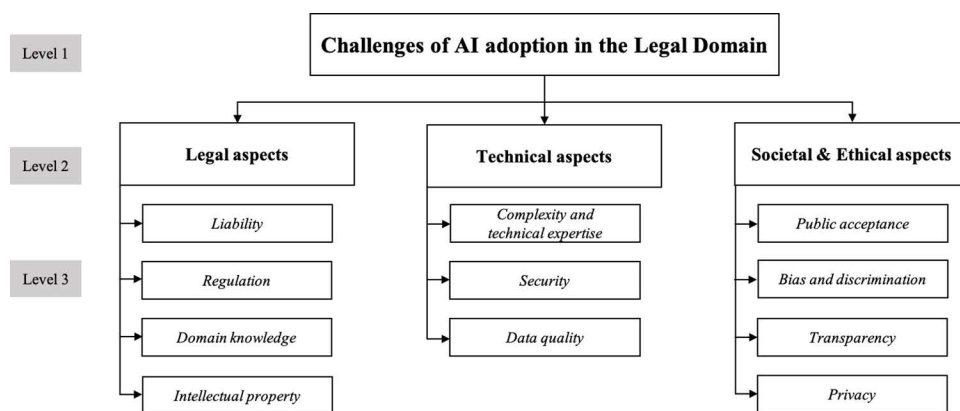 Level 1
Challenges of AI adoption in the Legal Domain
Level 2
Legal aspects
Technical aspects
Societal & Ethical aspects
Level 3
Liability
Regulation
Domain knowledge
Intellectual property
Complexity and
technical expertise
Security
Data quality
Public acceptance
Bias and discrimination
Transparency
Privacy